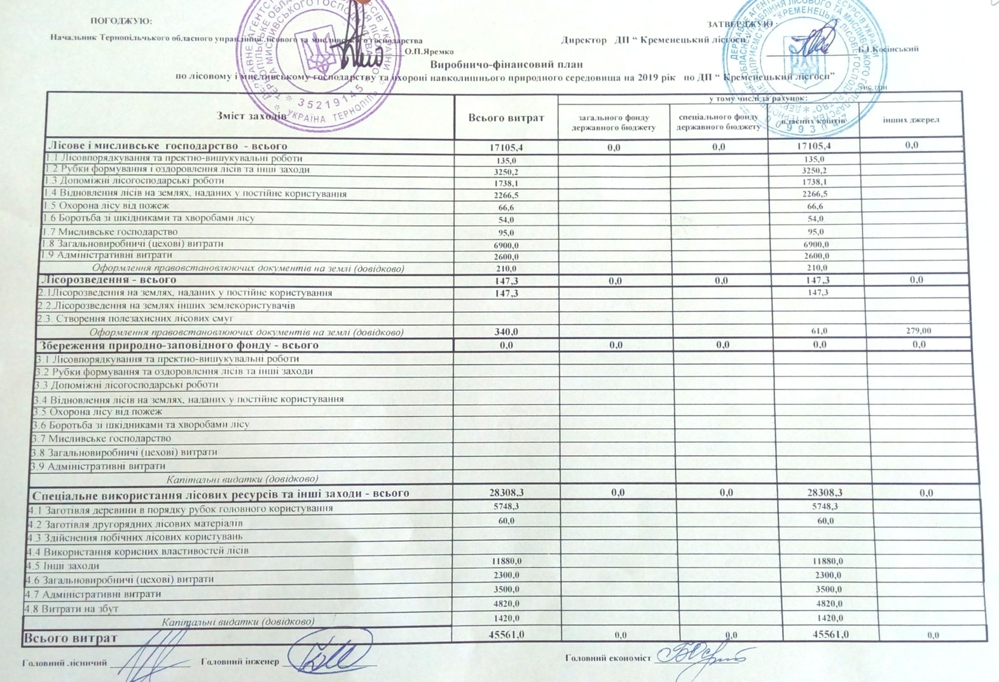 ПОГОДЖУЮ:
ЗАТВЕРДЖУЮ :
Начальник Тернопільчького обласного управліцц лісового та мисливського господарства
О.П.Яремко
Директор ДП “ Кременецький лісгосп”
Б.І.Косінський
Виробничо-фінансовий план
по лісовому і мисливському господарству та охороні навколишнього природного середовища на 2019 рік по ДП “ Кременецький лісгосп”
тис.грн
Зміст заходів Всього витрат у тому числі за рахунок:
загального фонду державного бюджету спеціального фонду державного бюджету власних коштів інших джерел
Лісове і мисливське господарство - всього 17105,4 0,0 0,0 17105,4 0,0
1.1 Лісовпорядкування та пректно-вишукувальні роботи 135,0 135,0
1.2 Рубки формування і оздоровлення лісів та інші заходи 3250,2 3250,2
1.3 Допоміжні лісогосподарські роботи 1738,1 1738,1
1.4 Відновлення лісів на землях, наданих у постійне користування 2266,5 2266,5
1.5 Охорона лісу від пожеж 66,6 66,6
1.6 Боротьба зі шкідниками та хворобами лісу 54,0 54,0
1.7 Мисливське господарство 95,0 95,0
1.8 Загальновиробничі (цехові) витрати 6900,0 6900,0
1.9 Адміністративні витрати 2600,0 2600,0
Оформлення правовстановлюючих документів на землі (довідково) 210,0 210,0
Лісорозведення - всього 147,3 0,0 0,0 147,3 0,0
2.1Лісорозведення на землях, наданих у постійне користування 147,3 147,3
2.2.Лісорозведення на землях інших землекористувачів
2.3. Створення полезахисних лісових смуг
Оформлення правовстановлюючих документів на землі (довідково) 340,0 61,0 279,00
Збереження природно-заповідного фонду - всього 0,0 0,0 0,0 0,0 0,0
3.1 Лісовпорядкування та пректно-вишукувальні роботи
3.2 Рубки формування та оздоровлення лісів та інші заходи
3.3 Допоміжні лісогосподарські роботи
3.4 Відновлення лісів на землях, наданих у постійне користування
3.5 Охорона лісу від пожеж
3.6 Боротьба зі шкідниками та хворобами лісу
3.7 Мисливське господарство
3.8 Загальновиробничі (цехові) витрати
3.9 Адміністративні витрати
Капітальні видатки (довідково)
Спеціальне використання лісових ресурсів та інші заходи - всього 28308,3 0,0 0,0 28308,3 0,0
4.1 Заготівля деревини в порядку рубок головного користування 5748,3 5748,3
4.2 Заготівля другорядних лісових матеріалів 60,0 60,0
4.3 Здійснення побічних лісових користувань
4.4 Використання корисних властивостей лісів
4.5 Інші заходи 11880,0 11880,0
4.6 Загальновиробничі (цехові) витрати 2300,0 2300,0
4.7 Адміністративні витрати 3500,0 3500,0
4.8 Витрати на збут 4820,0 4820,0
Капітальні видатки (довідково) 1420,0 1420,0
Всього витрат 45561,0 0,0 0,0 45561,0 0,0
Головний лісничий Головний інженер Головний економіст
* УКРАЇНА ТЕРНОПІЛЬ *
* 35219145 *